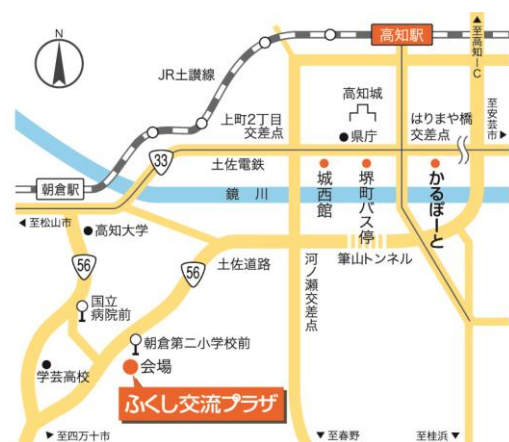 N
高知駅
▲至高知IC
JR土讃線
高知城
上町2丁目
交差点
●県庁
はりまや橋
交差点
至安芸市▶
33
土佐電鉄
朝倉駅
城西館
堺町バス停
かるぽーと
鏡川
◀至松山市
●高知大学
56
56
土佐道路
河ノ瀬交差点
筆山トンネル
国立
病院前
朝倉第二小学校前
学芸高校
会場
ふくし交流プラザ
▶至四万十市
▼至春野
▼至桂浜